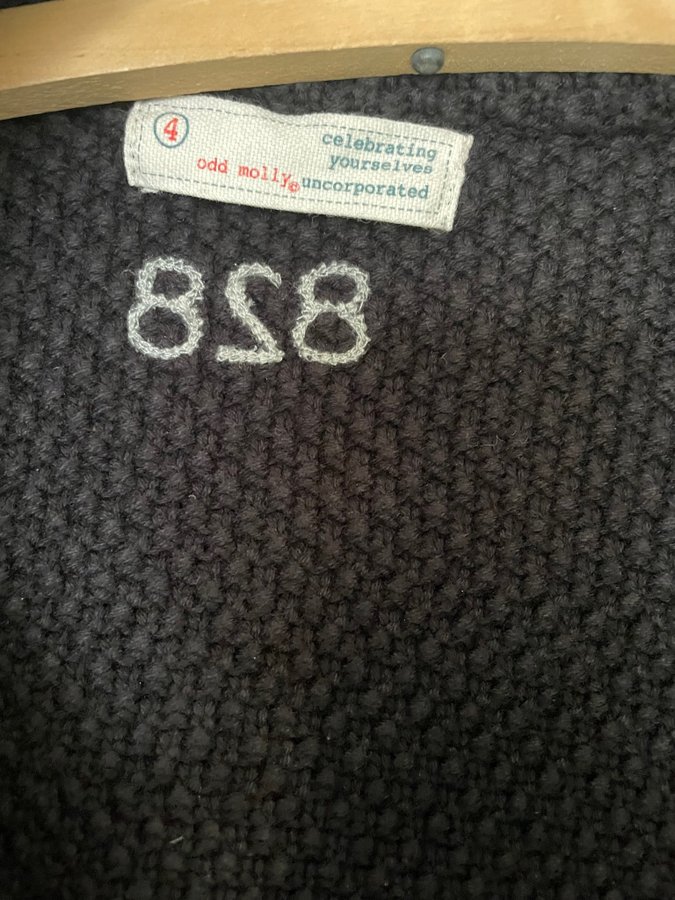 4
celebrating
yourselves
odd molly© uncorporated
828